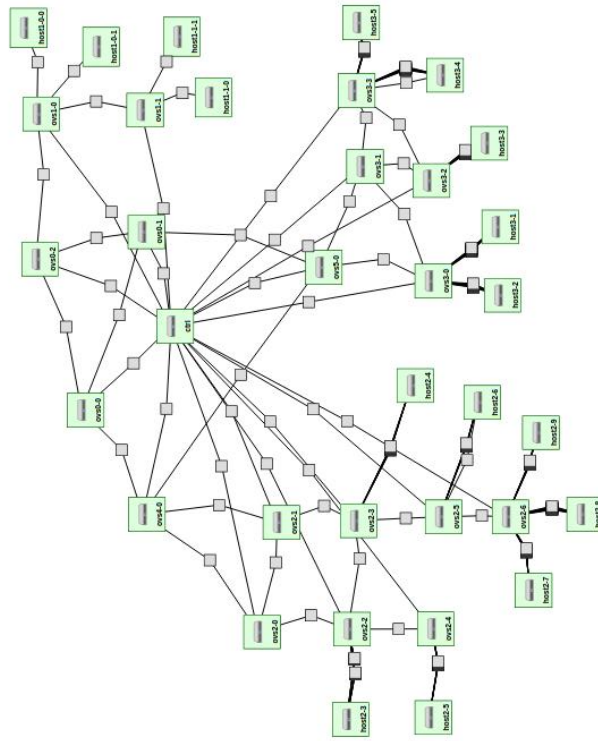 host1-0-0
host1-0-1
host1-1-1
host3-5
host3-4
ovs1-0
ovs1-1
host1-1-0
ovs3-3
host3-3
ovs3-1
ovs3-2
ovs0-2
ovs0-1
host3-1
ovs5-0
ovs3-0
host3-2
ctrl
ovs0-0
host2-4
host2-6
host2-9
ovs4-0
ovs2-1
ovs2-3
ovs2-5
ovs2-6
host2-8
host2-7
ovs2-0
ovs2-2
ovs2-4
host2-3
host2-5